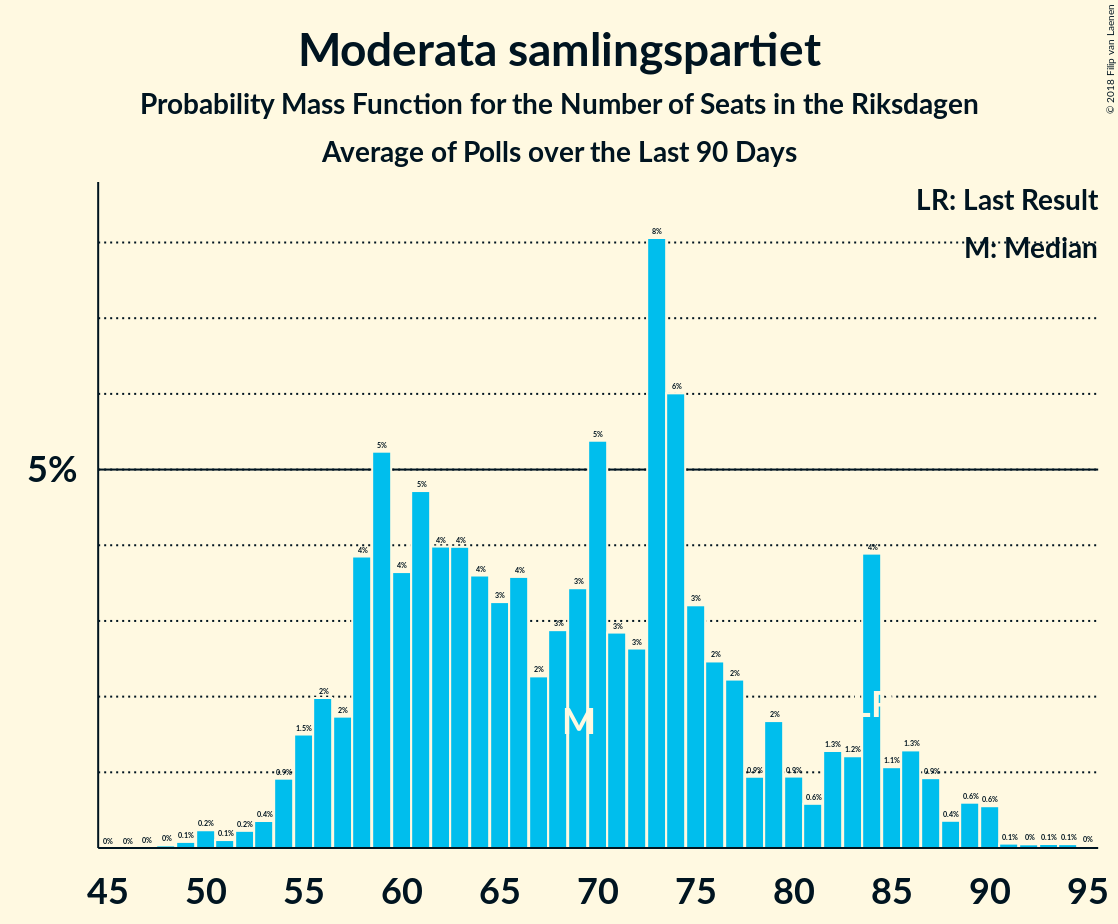 Moderata samlingspartiet
Probability Mass Function for the Number of Seats in the Riksdagen
Average of Polls over the Last 90 Days
© 2018 Filip van Laenen
LR: Last Result
M: Median
5%
0% 0% 0% 0% 0.1% 0.2% 0.1% 0.2% 0.4% 0.9% 1.5% 2% 2% 4% 5% 4% 5% 4% 4% 4% 3% 4% 2% 3% 3% 5% 3% 3% 8% 6% 3% 2% 2% 0.9% 2% 0.9% 0.6% 1.3% 1.2% 4% 1.1% 1.3% 0.9% 0.4% 0.6% 0.6% 0.1% 0% 0.1% 0.1% 0%
M
LR
45 50 55 60 65 70 75 80 85 90 95